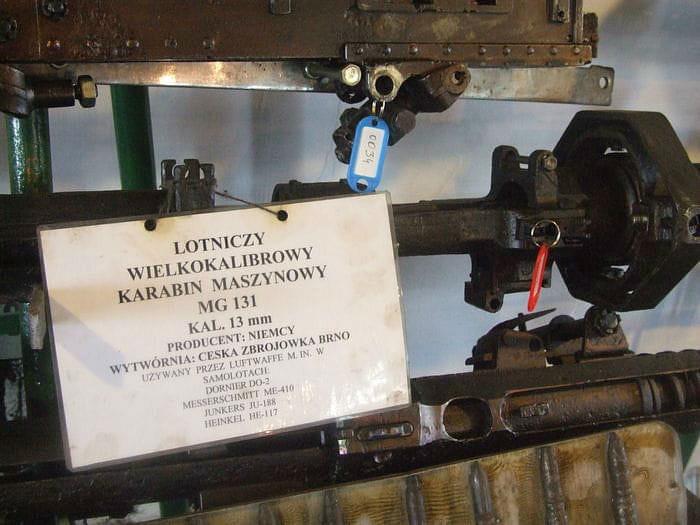 0034
LOTNICZY
WIELKOKALIBROWY
KARABIN MASZYNOWY
MG 131
KAL. 13 mm
PRODUCENT: NIEMCY
WYTWÓRNIA: CESKA ZBROJOWKA BRNO
UZYWANY PRZEZ LUFTWAFFE M. IN. W
SAMOLOTACH:
DORNIER DO-2
MESSERSCHMITT ME-410
JUNKERS JU-188
HEINKEL HE-117